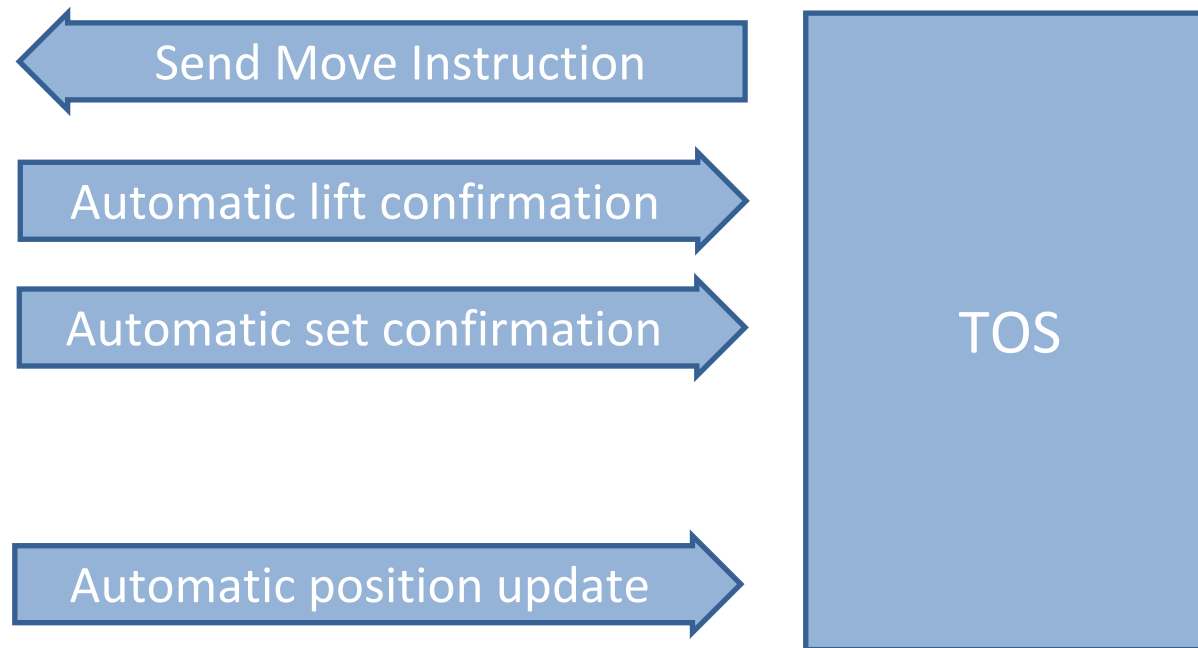 Send Move Instruction
Automatic lift confirmation
Automatic set confirmation
TOS
Automatic position update